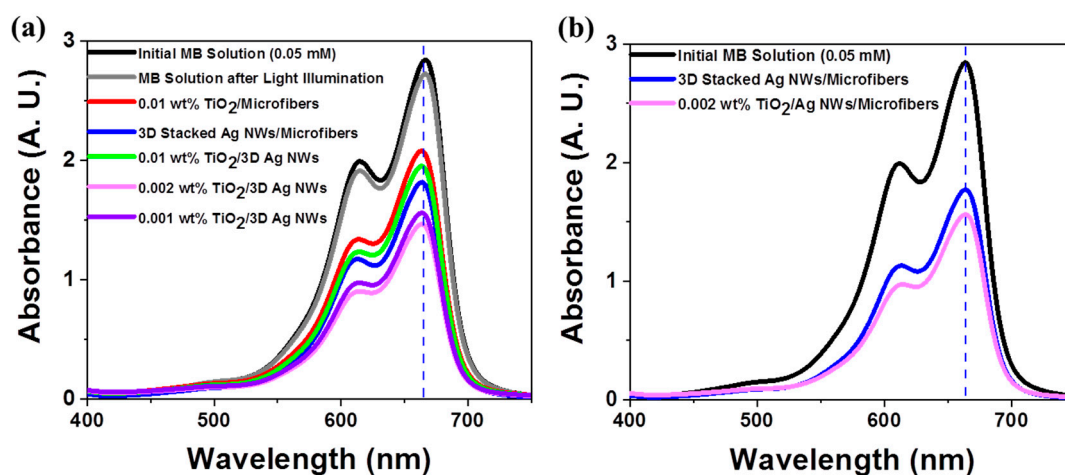 (a)
3
2
1
0
Absorbance (A. U.)
Initial MB Solution (0.05 mM)
MB Solution after Light Illumination
0.01 wt% TiO2/Microfibers
3D Stacked Ag NWs/Microfibers
0.01 wt% TiO2/3D Ag NWs
0.002 wt% TiO2/3D Ag NWs
0.001 wt% TiO2/3D Ag NWs
400 500 600 700
Wavelength (nm)
(b)
3
2
1
0
Absorbance (A. U.)
Initial MB Solution (0.05 mM)
3D Stacked Ag NWs/Microfibers
0.002 wt% TiO2/Ag NWs/Microfibers
400 500 600 700
Wavelength (nm)